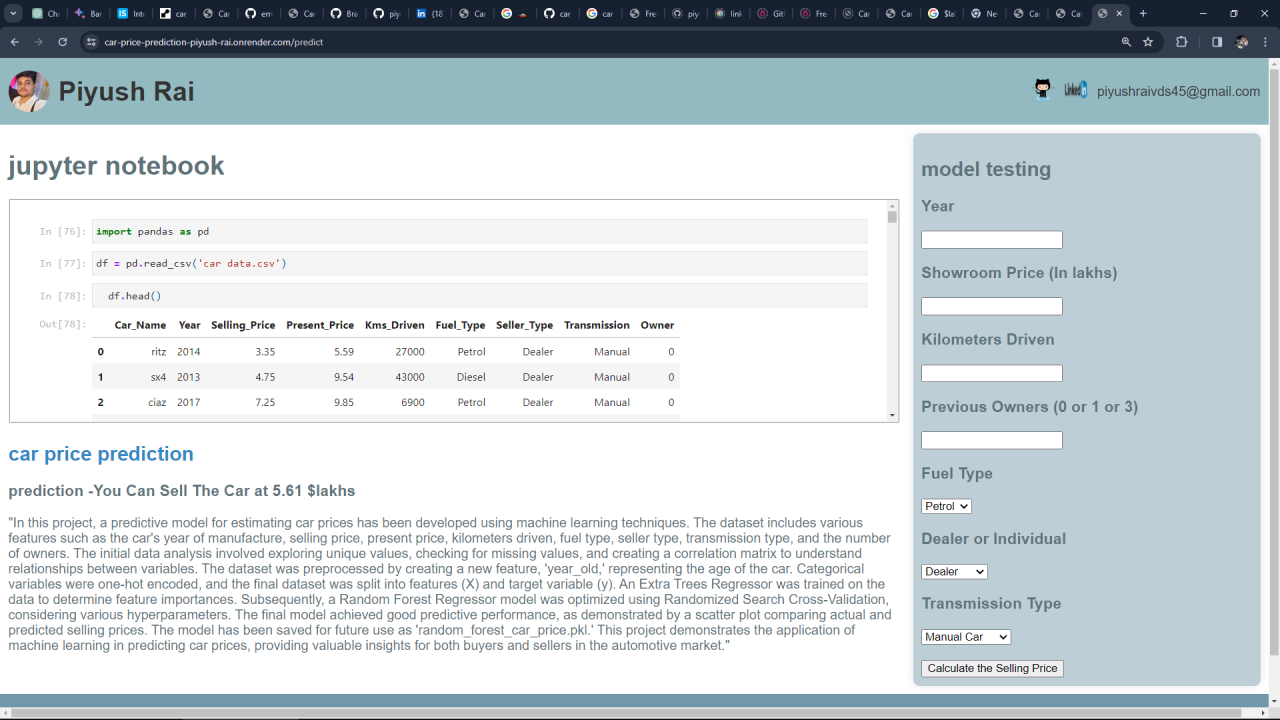 Ch
Ba
Int
car_
Ca
erro
Ca
Bra
piy
(18
Ca
car_
car
Fre
piy
link
Git
Fre
Ca
Ca
$la
Ne
Ca
Ca
car-price-prediction-piyush-rai.onrender.com/predict
Piyush Rai
Linked in
piyushraivds45@gmail.com
jupyter notebook
In [76]: import pandas as pd
In [77]: df = pd.read_csv('car data.csv')
In [78]: df.head()
Out[78]:
Car_Name Year Selling_Price Present_Price Kms_Driven Fuel_Type Seller_Type Transmission Owner
0 ritz 2014 3.35 5.59 27000 Petrol Dealer Manual 0
1 sx4 2013 4.75 9.54 43000 Diesel Dealer Manual 0
2 ciaz 2017 7.25 9.85 6900 Petrol Dealer Manual 0
car price prediction
prediction -You Can Sell The Car at 5.61 $lakhs
"In this project, a predictive model for estimating car prices has been developed using machine learning techniques. The dataset includes various
features such as the car's year of manufacture, selling price, present price, kilometers driven, fuel type, seller type, transmission type, and the number
of owners. The initial data analysis involved exploring unique values, checking for missing values, and creating a correlation matrix to understand
relationships between variables. The dataset was preprocessed by creating a new feature, 'year_old,' representing the age of the car. Categorical
variables were one-hot encoded, and the final dataset was split into features (X) and target variable (y). An Extra Trees Regressor was trained on the
data to determine feature importances. Subsequently, a Random Forest Regressor model was optimized using Randomized Search Cross-Validation,
considering various hyperparameters. The final model achieved good predictive performance, as demonstrated by a scatter plot comparing actual and
predicted selling prices. The model has been saved for future use as 'random_forest_car_price.pkl.' This project demonstrates the application of
machine learning in predicting car prices, providing valuable insights for both buyers and sellers in the automotive market."
model testing
Year
Showroom Price (In lakhs)
Kilometers Driven
Previous Owners (0 or 1 or 3)
Fuel Type
Petrol
Dealer or Individual
Dealer
Transmission Type
Manual Car
Calculate the Selling Price